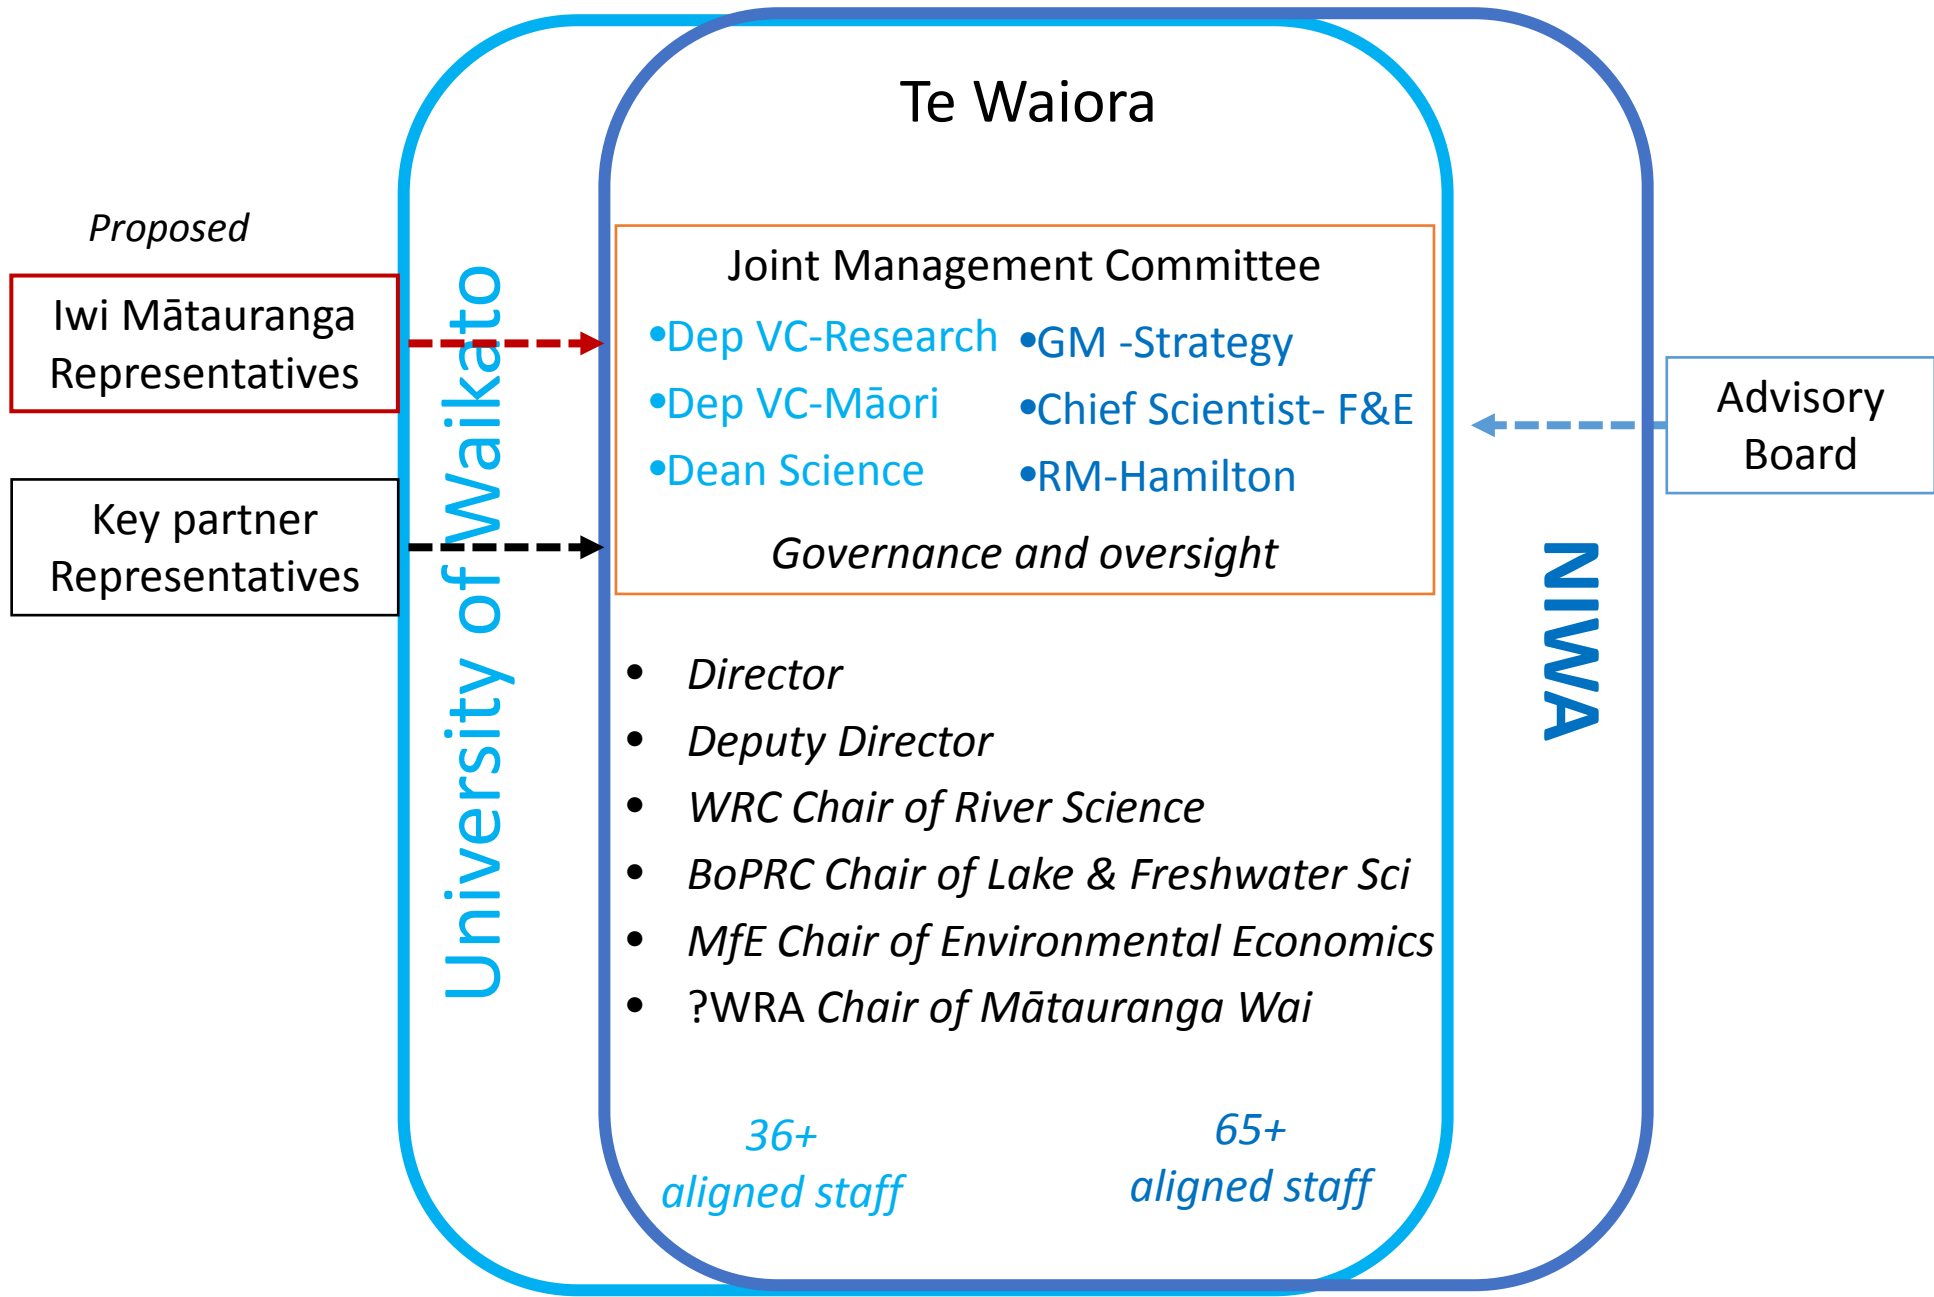 Te Waiora
Proposed
Iwi Mātauranga
Representatives
Key partner
Representatives
University of Waikato
Joint Management Committee
•Dep VC-Research
•Dep VC-Māori
•Dean Science
•GM -Strategy
•Chief Scientist- F&E
•RM-Hamilton
Governance and oversight
• Director
• Deputy Director
• WRC Chair of River Science
• BoPRC Chair of Lake & Freshwater Sci
• MfE Chair of Environmental Economics
• ?WRA Chair of Mātauranga Wai
36+
aligned staff
65+
aligned staff
NIWA
Advisory
Board